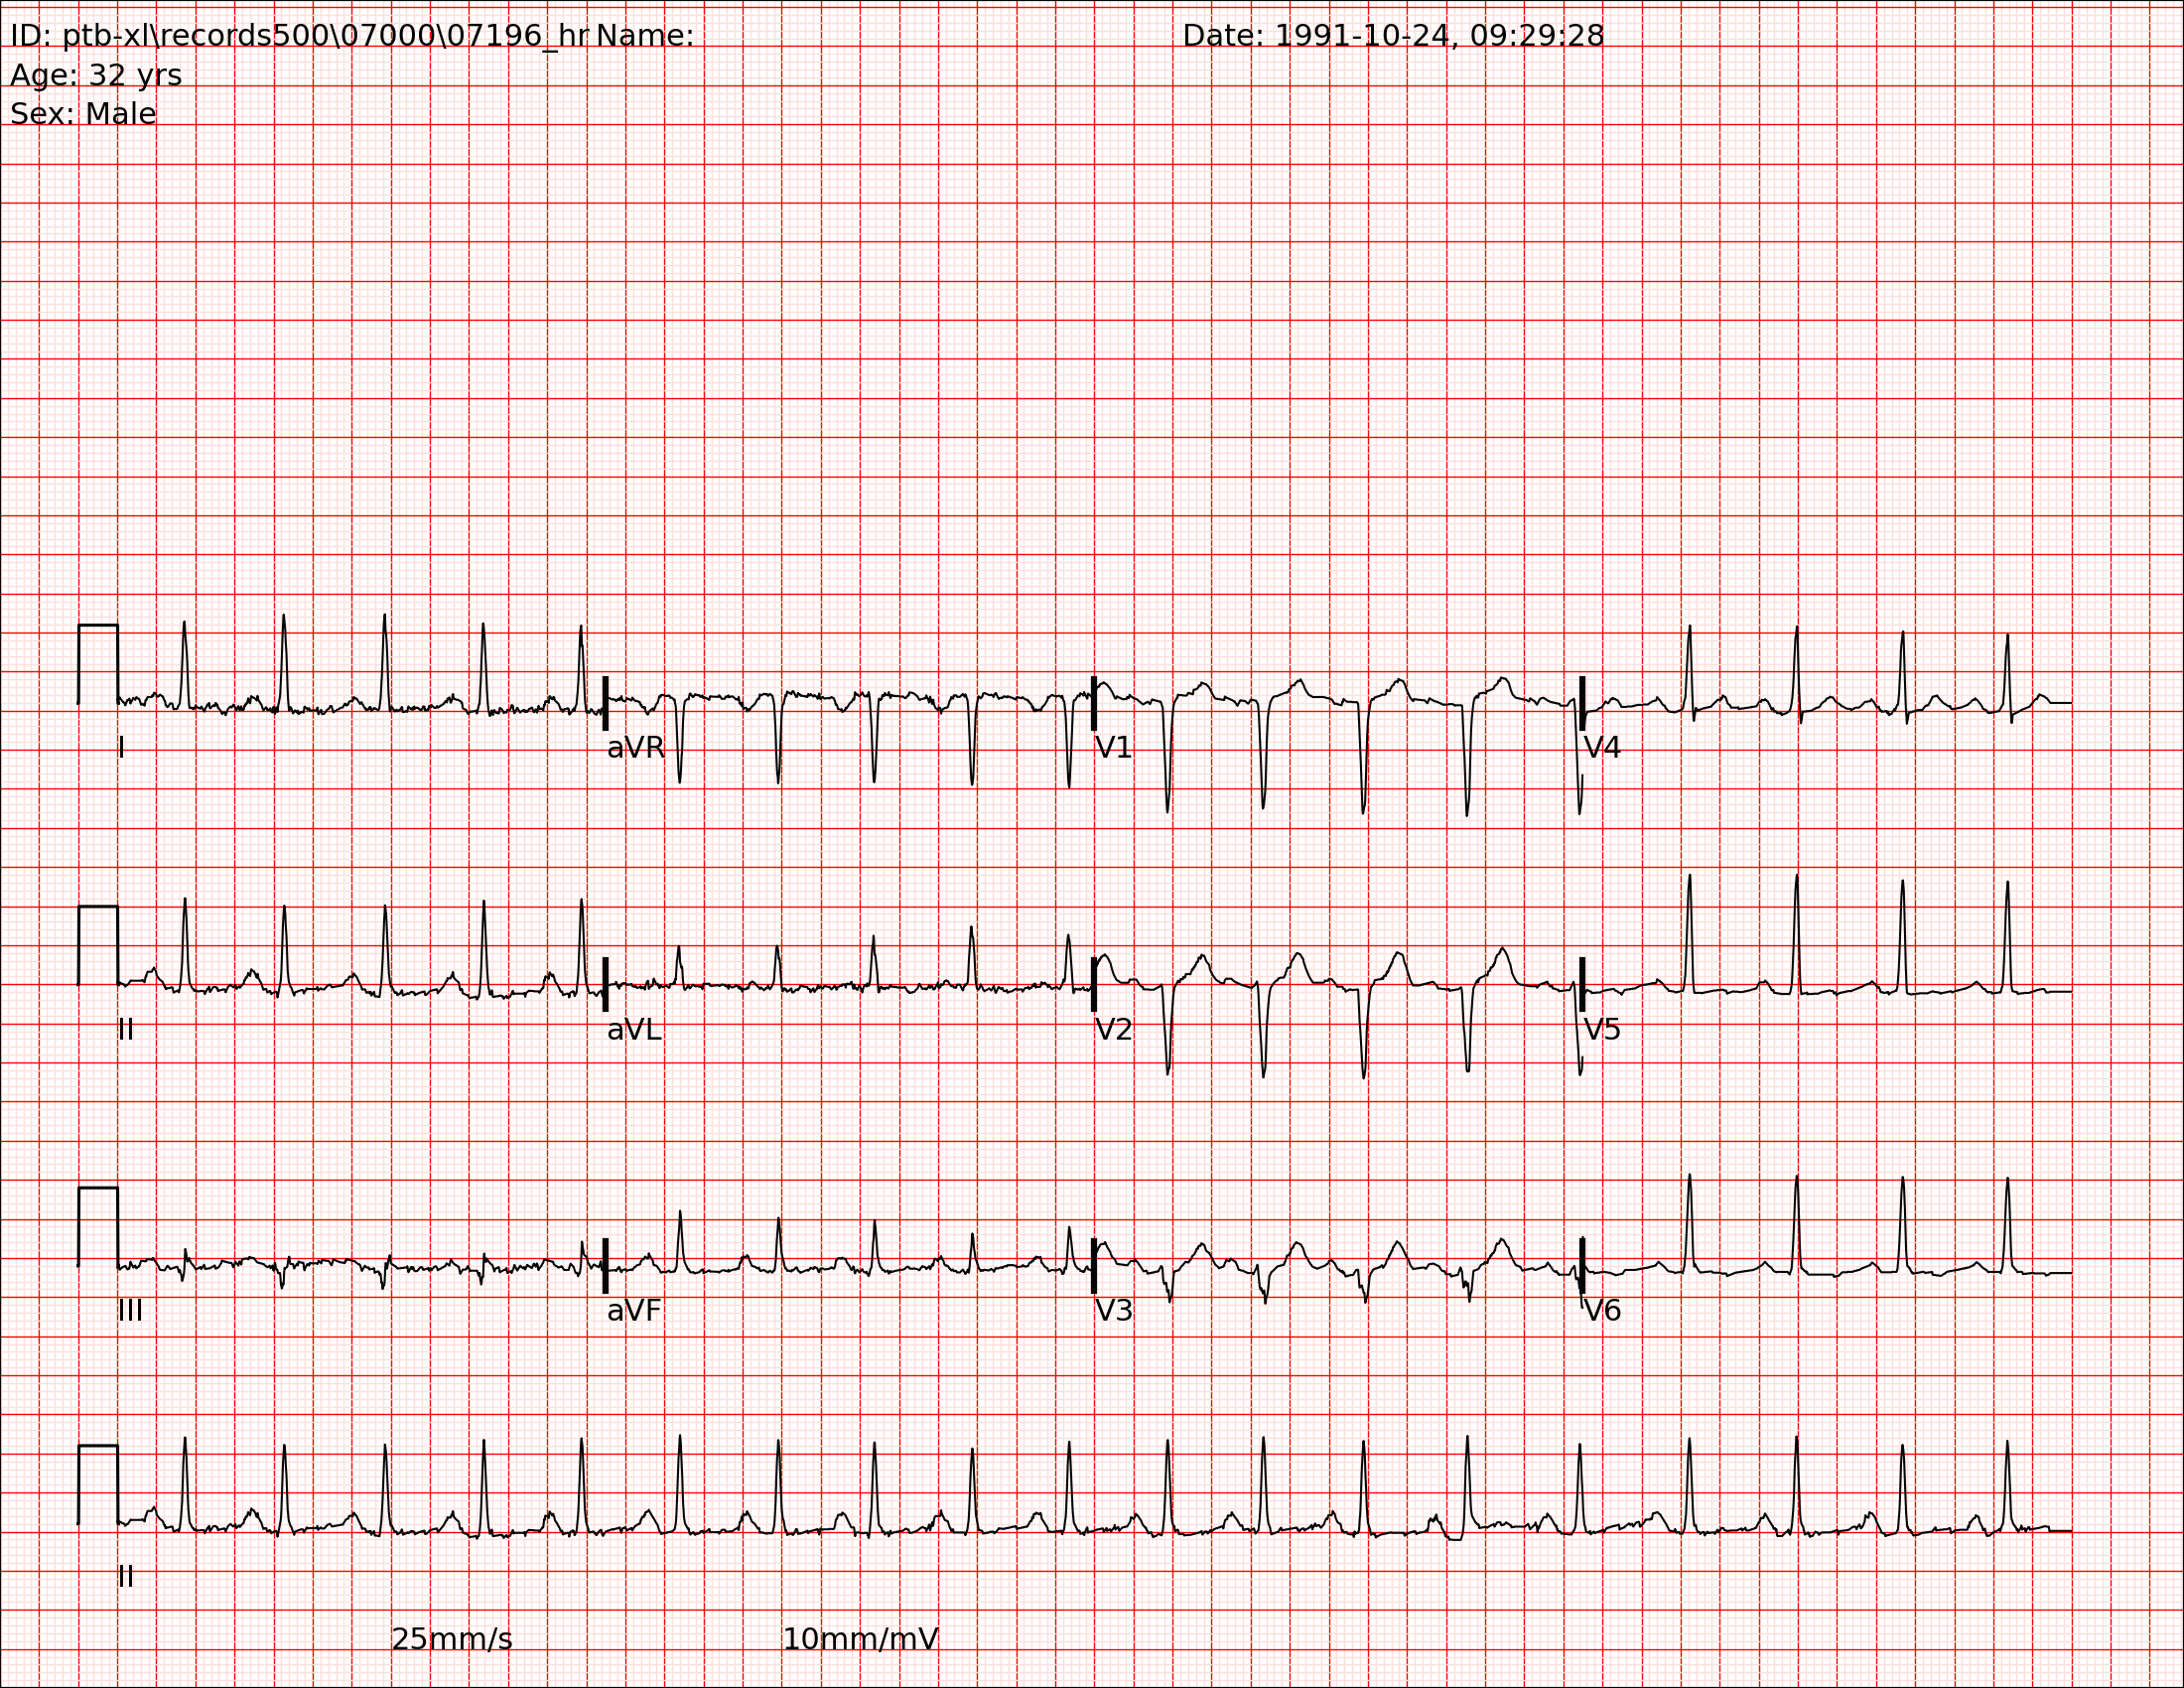 ID: ptb-xl\records500\07000\07196_hr Name: Date: 1991-10-24, 09:29:28
Age: 32 yrs
Sex: Male
I aVR V1 V4
II aVL V2 V5
III aVF V3 V6
II
25mm/s 10mm/mV